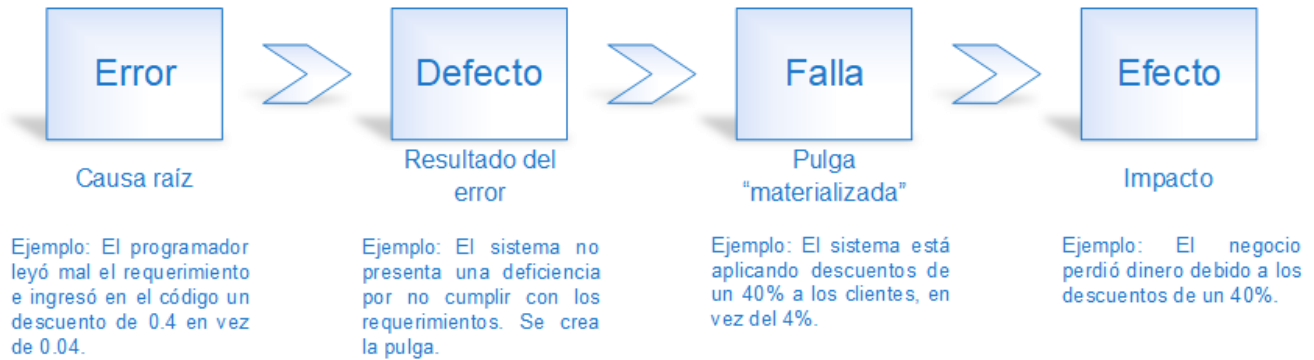 Error
Defecto
Falla
Efecto
Causa raíz
Resultado del
error
Pulga
“materializada”
Impacto
Ejemplo: El programador
leyó mal el requerimiento
e ingresó en el código un
descuento de 0.4 en vez
de 0.04.
Ejemplo: El sistema no
presenta una deficiencia
por no cumplir con los
requerimientos. Se crea
la pulga.
Ejemplo: El sistema está
aplicando descuentos de
un 40% a los clientes, en
vez del 4%.
Ejemplo: El negocio
perdió dinero debido a los
descuentos de un 40%.